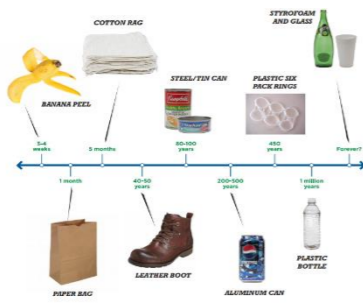 COTTON RAG
STYROFOAM
AND GLASS
STEEL/TIN CAN
PLASTIC SIX
PACK RINGS
BANANA PEEL
3-4
weeks
5 months
80-100
years
450
years
Forever?
1 month
40-50
years
200-500
years
1 million
years
PAPER BAG
LEATHER BOOT
ALUMINUM CAN
PLASTIC
BOTTLE
Campbell's
PEPSI